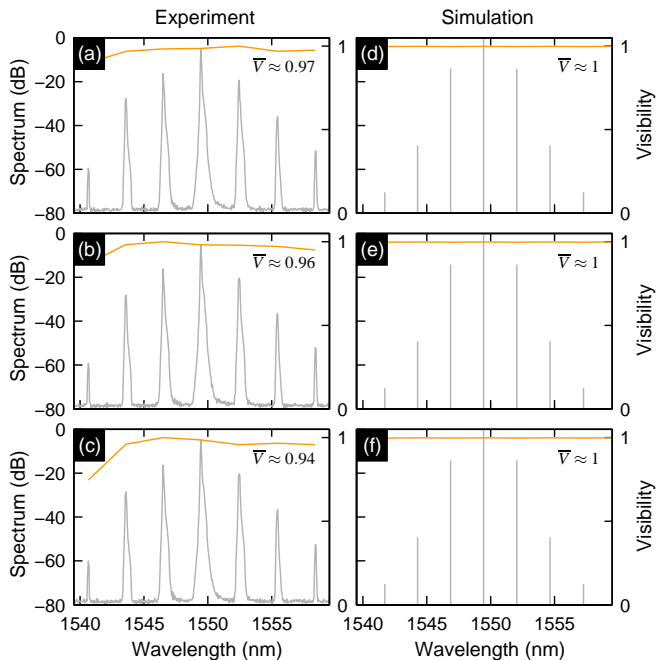 Experiment
Simulation
(a)
V ≈ 0.97
0
−20
−40
−60
−80
Spectrum (dB)
(d)
V ≈ 1
1
0
Visibility
(b)
V ≈ 0.96
0
−20
−40
−60
−80
Spectrum (dB)
(e)
V ≈ 1
1
0
Visibility
(c)
V ≈ 0.94
0
−20
−40
−60
−80
Spectrum (dB)
(f)
V ≈ 1
1
0
Visibility
1540 1545 1550 1555
1540 1545 1550 1555
Wavelength (nm)
Wavelength (nm)